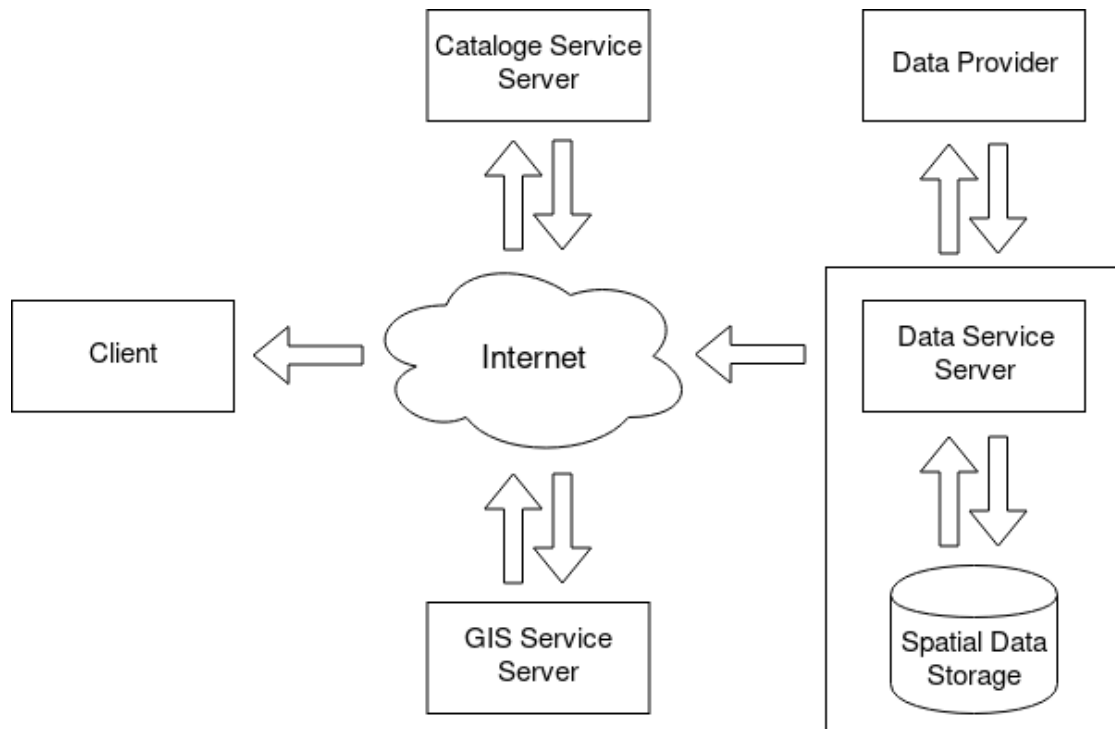 Cataloge Service
Server
Data Provider
Client
Internet
Data Service
Server
GIS Service
Server
Spatial Data
Storage